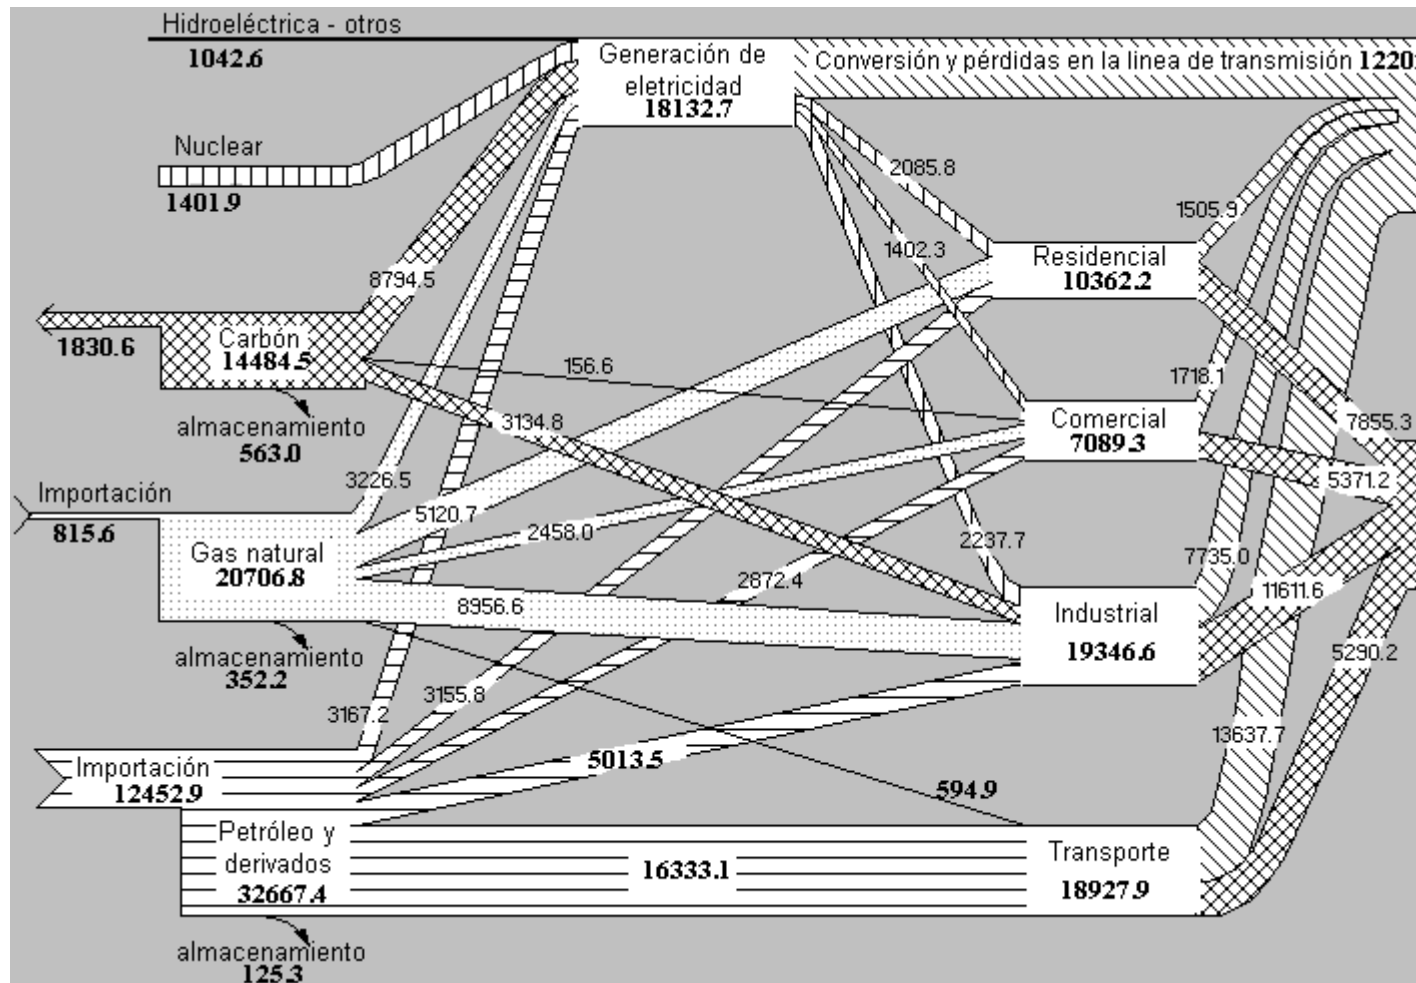 Hidroeléctrica - otros
1042.6
Generación de
eletricidad
18132.7
Conversión y pérdidas en la linea de transmisión 1220
Nuclear
1401.9
2085.8
1505.9
1402.3
Residencial
10362.2
8794.5
1830.6
Carbón
14484.5
156.6
1718.1
3134.8
Comercial
7089.3
7855.3
almacenamiento
563.0
3226.5
5371.2
Importación
815.6
5120.7
2458.0
2237.7
Gas natural
20706.8
2872.4
7735.0
11611.6
8956.6
Industrial
19346.6
almacenamiento
352.2
5290.2
3155.8
3167.2
13637.7
Importación
12452.9
5013.5
594.9
Petróleo y
derivados
32667.4
16333.1
Transporte
18927.9
almacenamiento
125.3